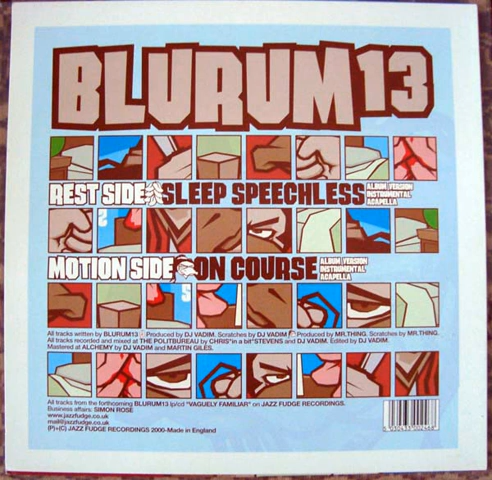 BLURUM13
REST SIDE SLEEP SPEECHLESS
ALBUM VERSION
INSTRUMENTAL
ACAPELLA
MOTION SIDE ON COURSE
ALBUM VERSION
INSTRUMENTAL
ACAPELLA
All tracks written by BLURUM13 Produced by DJ VADIM. Scratches by DJ VADIM Produced by MR.THING. Scratches by MR.THING.
All tracks recorded and mixed at THE POLITBUREAU by CHRIS"in a bit"STEVENS and DJ VADIM. Edited by DJ VADIM.
Mastered at ALCHEMY by DJ VADIM and MARTIN GILES.
All tracks from the forthcoming BLURUM13 lp/cd "VAGUELY FAMILIAR" on JAZZ FUDGE RECORDINGS.
Business affairs: SIMON ROSE
www.jazzfudge.co.uk
mail@jazzfudge.co.uk
(P)+(C) JAZZ FUDGE RECORDINGS 2000-Made in England